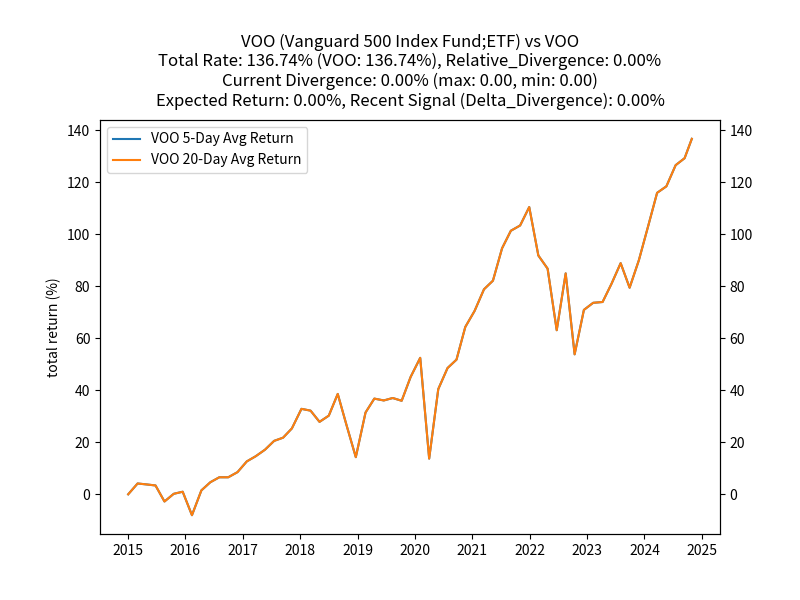 VOO (Vanguard 500 Index Fund;ETF) vs VOO
Total Rate: 136.74% (VOO: 136.74%), Relative_Divergence: 0.00%
Current Divergence: 0.00% (max: 0.00, min: 0.00)
Expected Return: 0.00%, Recent Signal (Delta_Divergence): 0.00%
VOO 5-Day Avg Return
VOO 20-Day Avg Return
total return (%)
140
120
100
80
60
40
20
0
140
120
100
80
60
40
20
0
2015 2016 2017 2018 2019 2020 2021 2022 2023 2024 2025